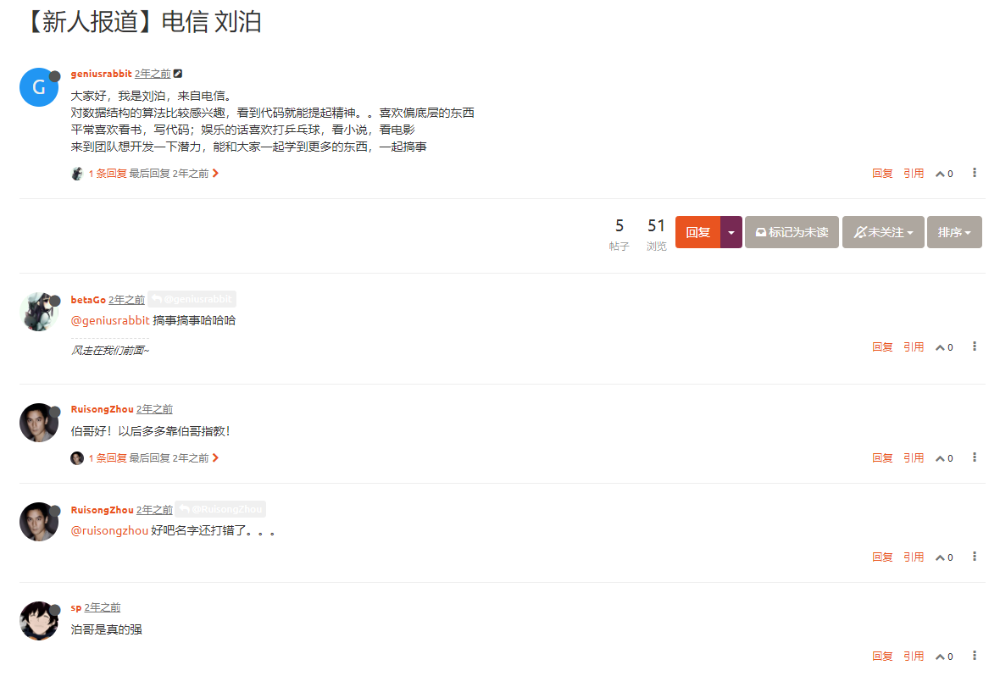 【新人报道】电信 刘泊
G
geniusrabbit 2年之前
大家好，我是刘泊，来自电信。
对数据结构的算法比较感兴趣，看到代码就能提起精神。。喜欢偏底层的东西
平常喜欢看书，写代码；娱乐的话喜欢打乒乓球，看小说，看电影
来到团队想开发一下潜力，能和大家一起学到更多的东西，一起搞事
1 条回复 最后回复 2年之前
回复 引用 0
5 51 回复 标记为未读 未关注 排序
帖子 浏览
betaGo 2年之前 @geniusrabbit
@geniusrabbit 搞事搞事哈哈哈
风走在我们前面~
回复 引用 0
RuisongZhou 2年之前
伯哥好！以后多多靠伯哥指教！
1 条回复 最后回复 2年之前
回复 引用 0
RuisongZhou 2年之前 @RuisongZhou
@ruisongzhou 好吧名字还打错了。。。
回复 引用 0
sp 2年之前
泊哥是真的强
回复 引用 0